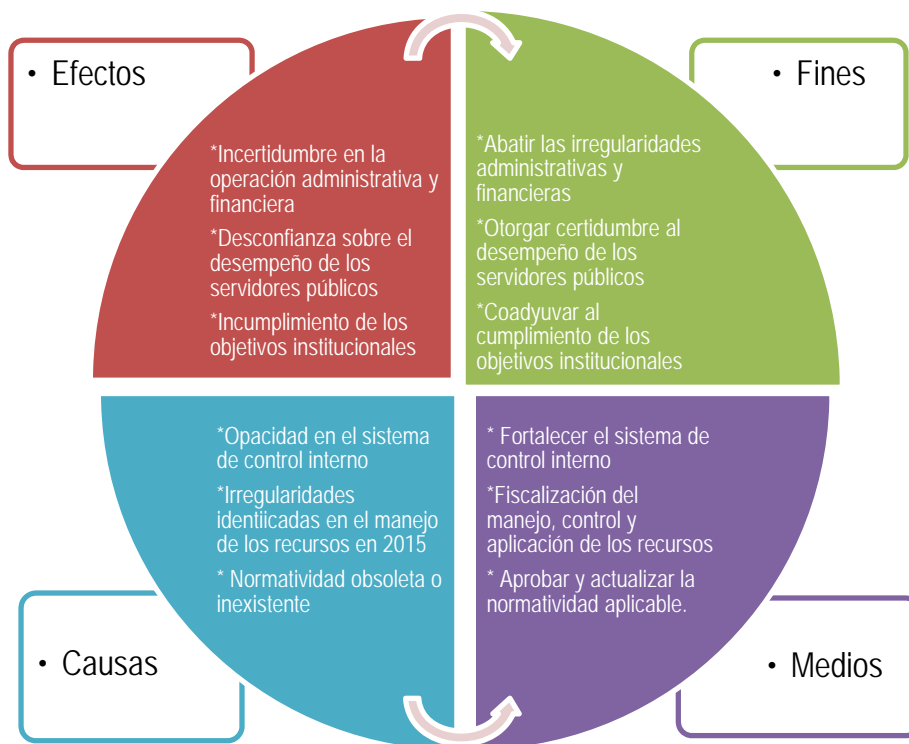 • Efectos
*Incertidumbre en la
operación administrativa y
financiera
*Desconfianza sobre el
desempeño de los
servidores públicos
*Incumplimiento de los
objetivos institucionales
• Fines
*Abatir las irregularidades
administrativas y
financieras
*Otorgar certidumbre al
desempeño de los
servidores públicos
*Coadyuvar al
cumplimiento de los
objetivos institucionales
*Opacidad en el sistema
de control interno
*Irregularidades
identiicadas en el manejo
de los recursos en 2015
* Normatividad obsoleta o
inexistente
• Causas
* Fortalecer el sistema de
control interno
*Fiscalización del
manejo, control y
aplicación de los recursos
* Aprobar y actualizar la
normatividad aplicable.
• Medios